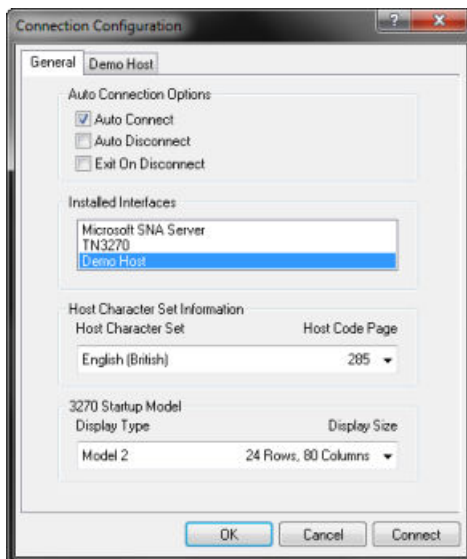 Connection Configuration
General Demo Host
Auto Connection Options
Auto Connect
Auto Disconnect
Exit On Disconnect
Installed Interfaces
Microsoft SNA Server
TN3270
Demo Host
Host Character Set Information
Host Character Set Host Code Page
English (British) 285
3270 Startup Model
Display Type Display Size
Model 2 24 Rows, 80 Columns
OK Cancel Connect